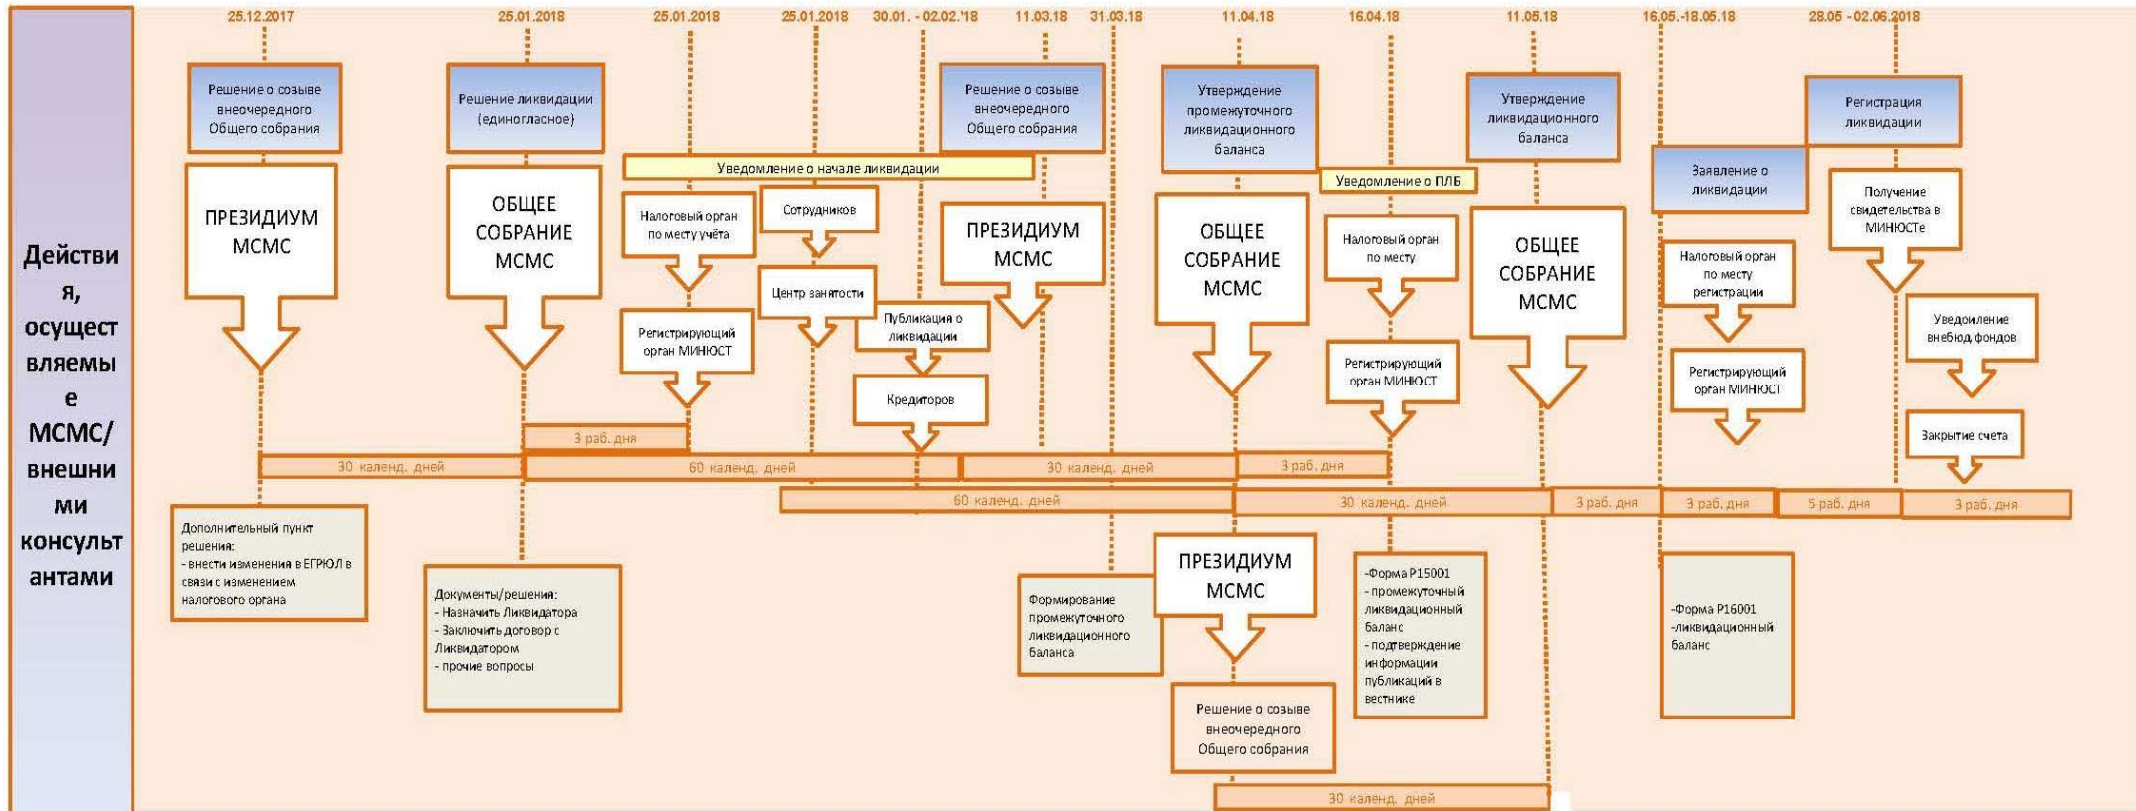 25.12.2017
25.01.2018
25.01.2018
25.01.2018
30.01. - 02.02.'18
11.03.18
31.03.18
11.04.18
16.04.18
11.05.18
16.05.-18.05.18
28.05 - 02.06.2018
Действи
я,
осущест
вляемы
е
МСМС/
внешни
ми
консульт
антами
Решение о созыве
внеочередного
Общего собрания
ПРЕЗИДИУМ
МСМС
Решение ликвидации
(единогласное)
ОБЩЕЕ
СОБРАНИЕ
МСМС
Уведомление о начале ликвидации
Налоговый орган
по месту учёта
Регистрирующий
орган МИНЮСТ
Сотрудников
Центр занятости
Публикация о
ликвидации
Кредиторов
Решение о созыве
внеочередного
Общего собрания
ПРЕЗИДИУМ
МСМС
Утверждение
промежуточного
ликвидационного
баланса
ОБЩЕЕ
СОБРАНИЕ
МСМС
Уведомление о ПЛБ
Налоговый орган
по месту
Регистрирующий
орган МИНЮСТ
Утверждение
ликвидационного
баланса
ОБЩЕЕ
СОБРАНИЕ
МСМС
Заявление о
ликвидации
Налоговый орган
по месту
регистрации
Регистрирующий
орган МИНЮСТ
Регистрация
ликвидации
Получение
свидетельства в
МИНЮСТе
Уведоиление
внебюд. фондов
Закрытие счета
3 раб. дня
30 календ. дней
60 календ. дней
30 календ. дней
3 раб. дня
60 календ. дней
30 календ. дней
3 раб. дня
3 раб. дня
5 раб. дня
3 раб. дня
Дополнительный пункт
решения:
- внести изменения в ЕГРЮЛ в
связи с изменением
налогового органа
Документы/решения:
- Назначить Ликвидатора
- Заключить договор с
Ликвидатором
- прочие вопросы
Формирование
промежуточного
ликвидационного
баланса
ПРЕЗИДИУМ
МСМС
Решение о созыве
внеочередного
Общего собрания
-Форма Р15001
- промежуточный
ликвидационный
баланс
- подтверждение
информации
публикаций в
вестнике
-Форма Р16001
-ликвидационный
баланс
30 календ. дней